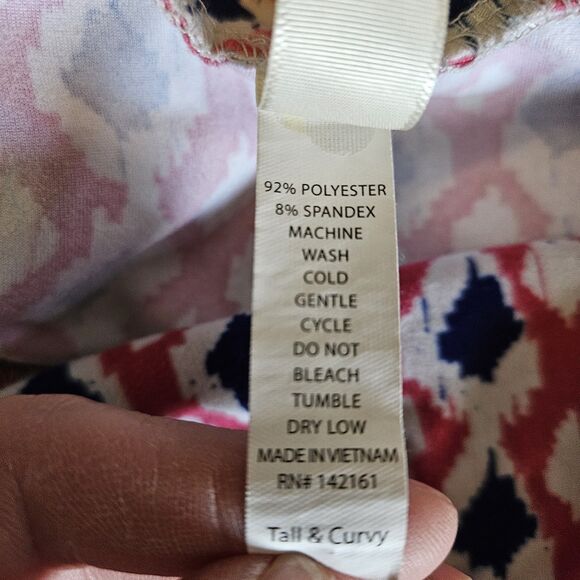 92% POLYESTER
8% SPANDEX
MACHINE
WASH
COLD
GENTLE
CYCLE
DO NOT
BLEACH
TUMBLE
DRY LOW
MADE IN VIETNAM
RN# 142161
Tall & Curvy